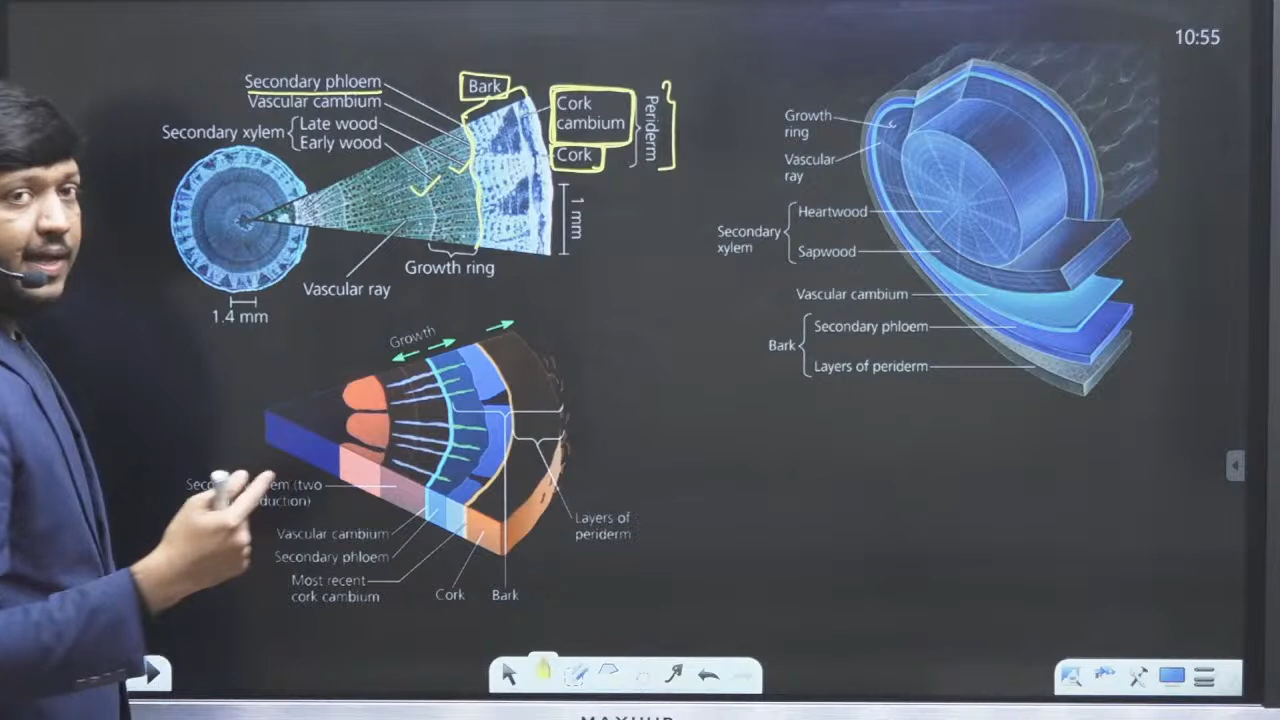 10:55
Secondary phloem
Vascular cambium
Secondary xylem
Late wood
Early wood
Bark
Cork
cambium
Cork
Periderm
1 mm
Growth ring
Vascular ray
1.4 mm
Growth
(two
Vascular cambium
Secondary phloem
Most recent
cork cambium
Cork
Bark
Layers of
periderm
Growth
ring
Vascular
ray
Secondary
xylem
Heartwood
Sapwood
Vascular cambium
Bark
Secondary phloem
Layers of periderm